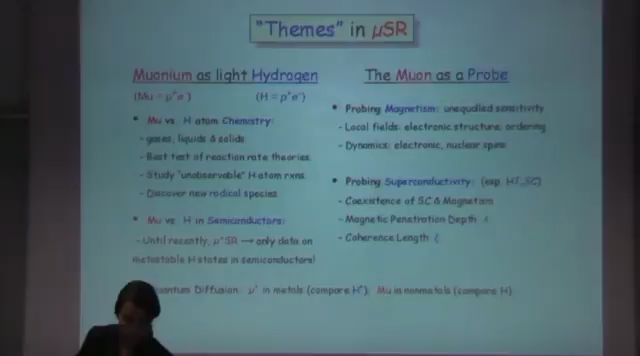 "Themes" in μSR
Muonium as light Hydrogen
(Mu = μ⁺e⁻) (H = p⁺e⁻)
• Mu vs. H atom Chemistry:
- gases, liquids & solids
- Best test of reaction rate theories.
- Study "unobservable" H atom rxns.
- Discover new radical species.
• Mu vs. H in Semiconductors:
- Until recently, μ⁺SR → only data on
metastable H states in semiconductors!
The Muon as a Probe
• Probing Magnetism: unequalled sensitivity
- Local fields: electronic structure; ordering
- Dynamics: electronic, nuclear spins
• Probing Superconductivity: (esp. HTcSC)
- Coexistence of SC & Magnetism
- Magnetic Penetration Depth λ
- Coherence Length ξ
Diffusion: μ⁺ in metals (compare H⁺); Mu in nonmetals (compare H)